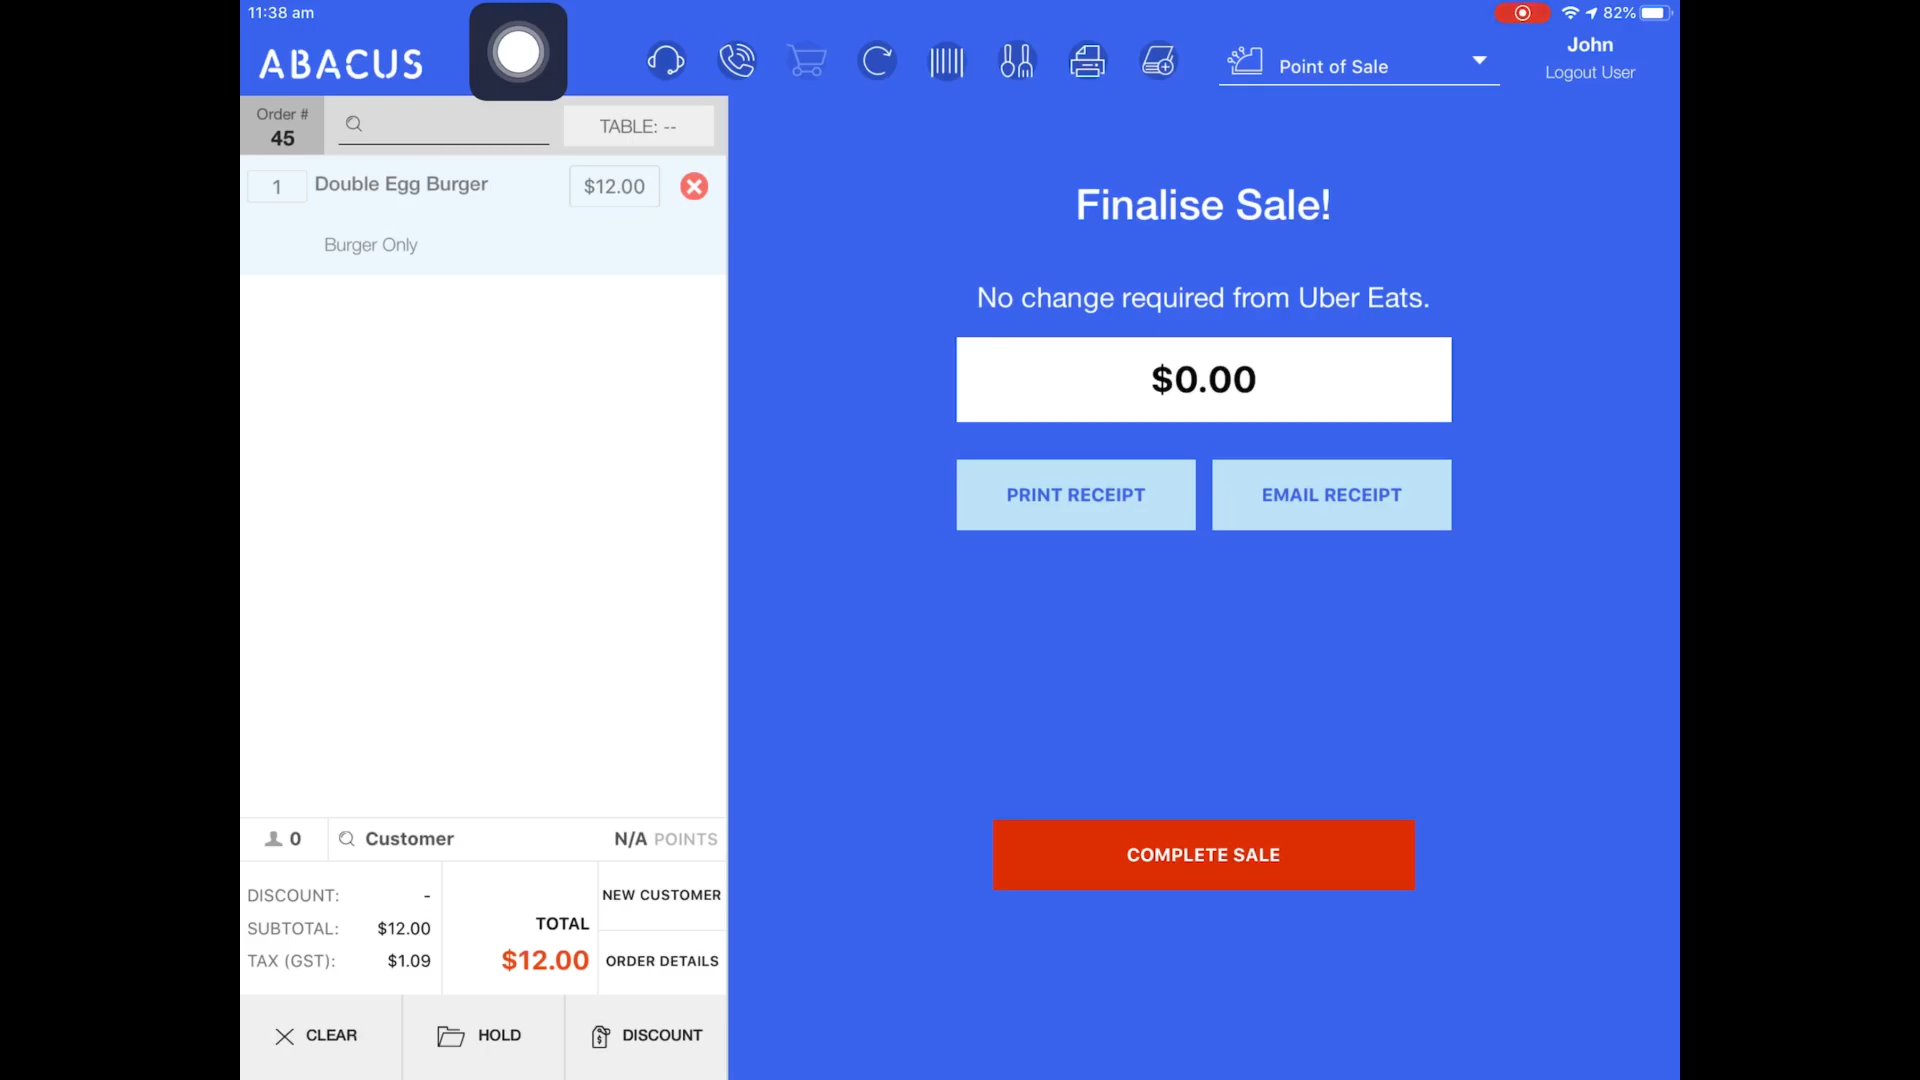 11:38 am
82%
ABACUS
Point of Sale
John
Logout User
Order #
45
TABLE: --
1
Double Egg Burger
$12.00
Burger Only
Finalise Sale!
No change required from Uber Eats.
$0.00
PRINT RECEIPT
EMAIL RECEIPT
COMPLETE SALE
0
Customer
N/A POINTS
DISCOUNT: -
SUBTOTAL: $12.00
TAX (GST): $1.09
TOTAL
$12.00
NEW CUSTOMER
ORDER DETAILS
CLEAR
HOLD
DISCOUNT